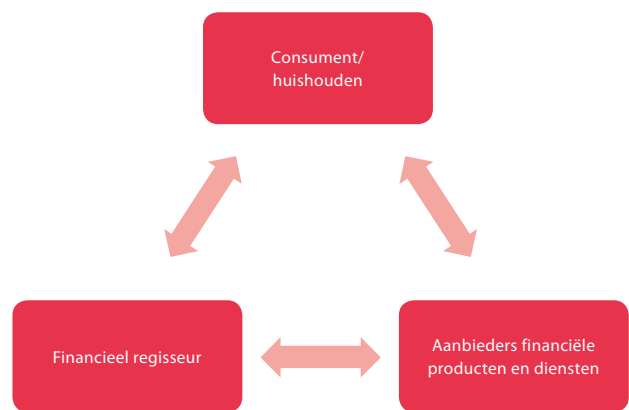 Consument/
huishouden
Financieel regisseur
Aanbieders financiële
producten en diensten